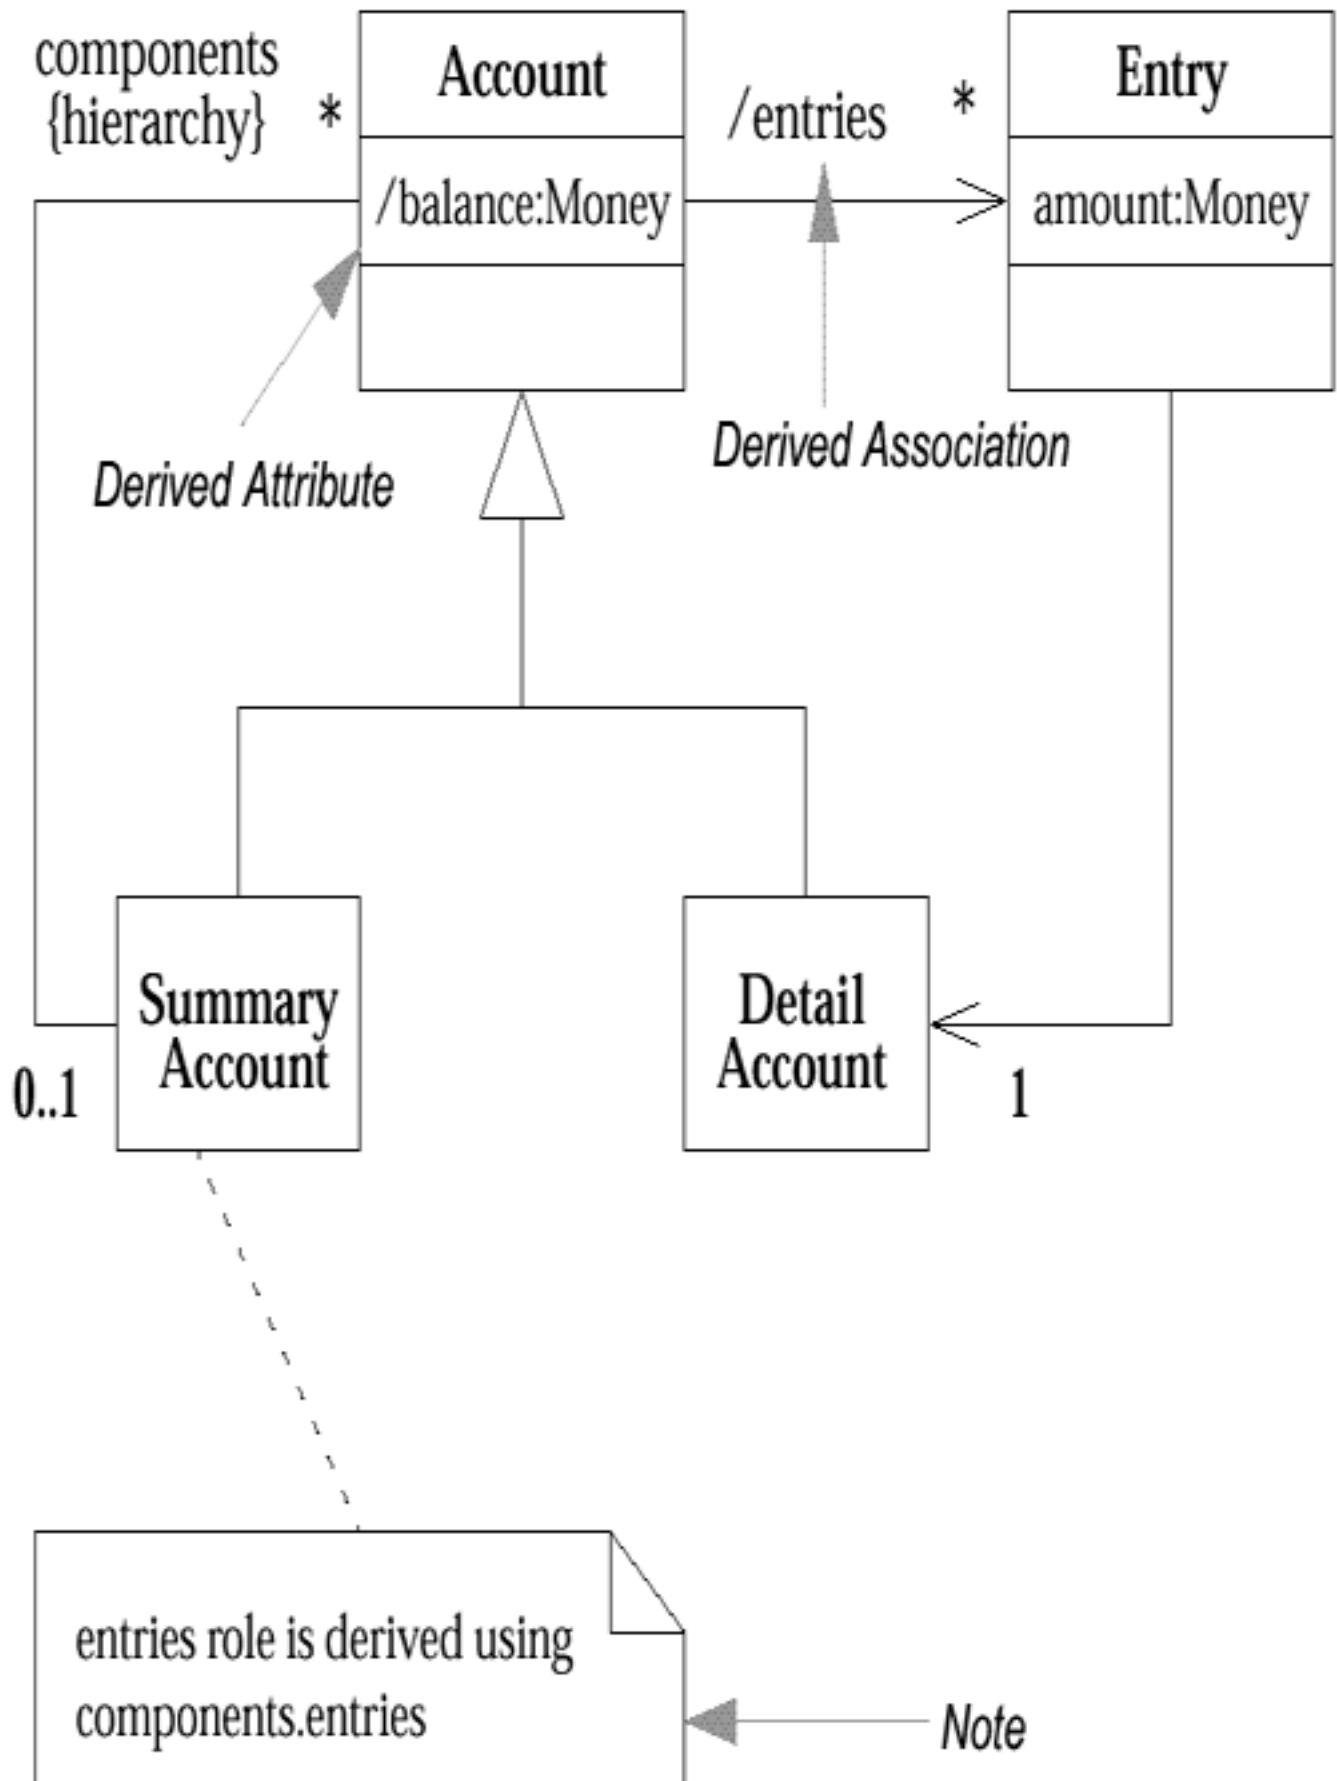 components
{hierarchy}
*
Account
/balance:Money
/entries
*
Entry
amount:Money
Derived Attribute
Derived Association
Summary
Account
0..1
Detail
Account
1
entries role is derived using
components.entries
Note